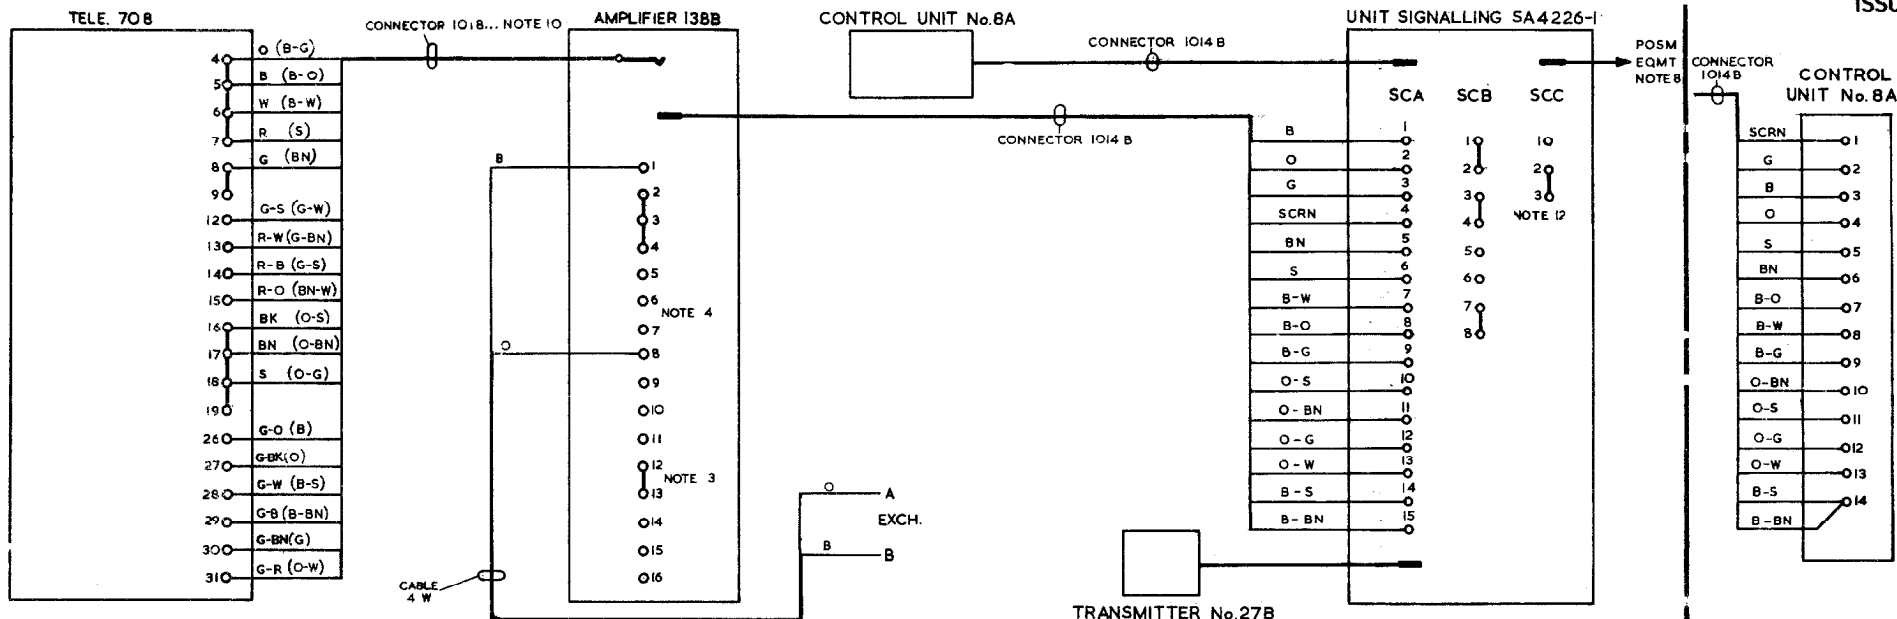 ISSU
TELE. 708
CONNECTOR 1018... NOTE 10
AMPLIFIER 138B
CONTROL UNIT No.8A
UNIT SIGNALLING SA4226-1
CONNECTOR 1014B
POSM
EQMT
NOTE 8
CONNECTOR
1014B
CONTROL
UNIT No. 8A
4 O (B-G)
5 B (B-O)
6 W (B-W)
7 R (S)
8 G (BN)
9
12 G-S (G-W)
13 R-W (G-BN)
14 R-B (G-S)
15 R-O (BN-W)
16 BK (O-S)
17 BN (O-BN)
18 S (O-G)
19
26 G-O (B)
27 G-BK (O)
28 G-W (B-S)
29 G-B (B-BN)
30 G-BN (G)
31 G-R (O-W)
B
O
CABLE
4 W
1
2
3
4
5
6
NOTE 4
7
8
9
10
11
12
NOTE 3
13
14
15
16
CONNECTOR 1014B
O A
EXCH.
B B
TRANSMITTER No.27B
SCA SCB SCC
B 1
O 2
G 3
SCRN 4
BN 5
S 6
B-W 7
B-O 8
B-G 9
O-S 10
O-BN 11
O-G 12
O-W 13
B-S 14
B-BN 15
1
2
3
4
5
6
7
8
1
2
3
NOTE 12
SCRN 1
G 2
B 3
O 4
S 5
BN 6
B-O 7
B-W 8
B-G 9
O-BN 10
O-S 11
O-G 12
O-W 13
B-S 14
B-BN